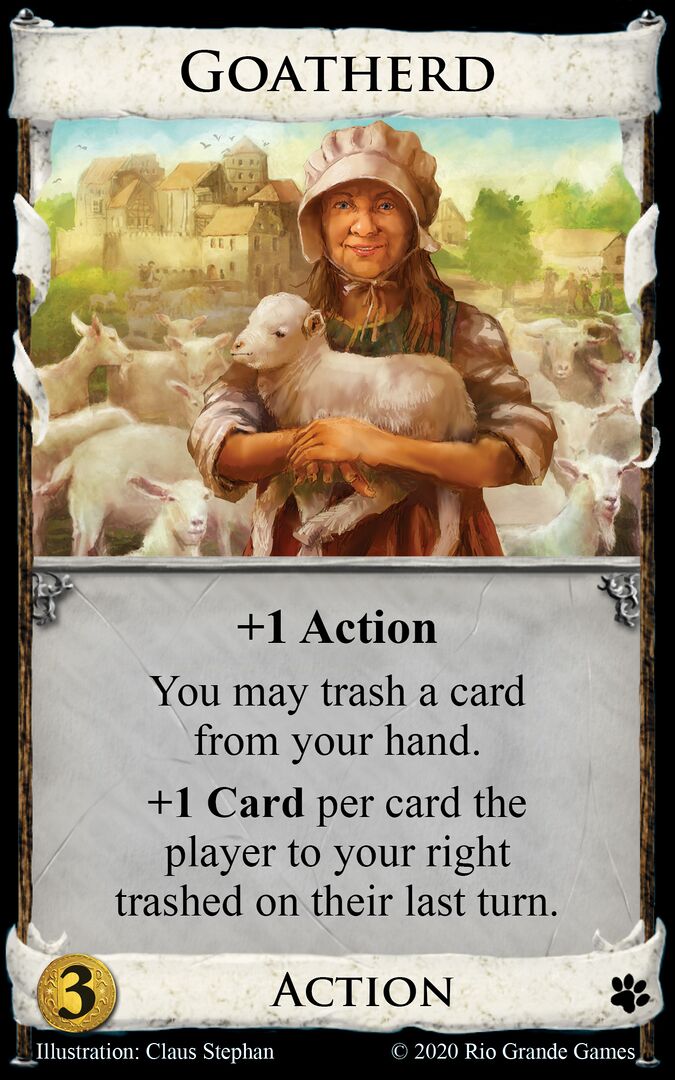 Goatherd
+1 Action
You may trash a card
from your hand.
+1 Card per card the
player to your right
trashed on their last turn.
3
Action
Illustration: Claus Stephan
© 2020 Rio Grande Games